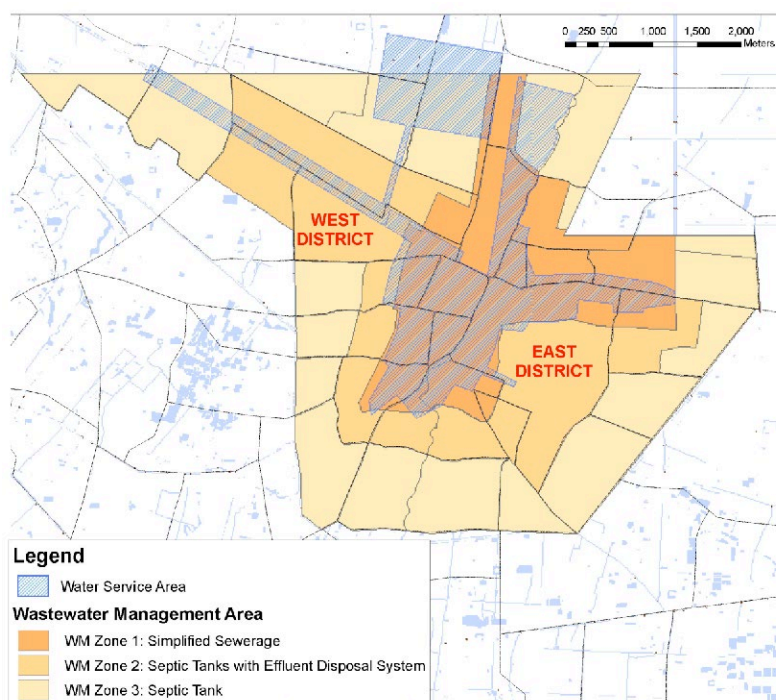 0 250 500 1,000 1,500 2,000
Meters
WEST
DISTRICT
EAST
DISTRICT
Legend
Water Service Area
Wastewater Management Area
WM Zone 1: Simplified Sewerage
WM Zone 2: Septic Tanks with Effluent Disposal System
WM Zone 3: Septic Tank